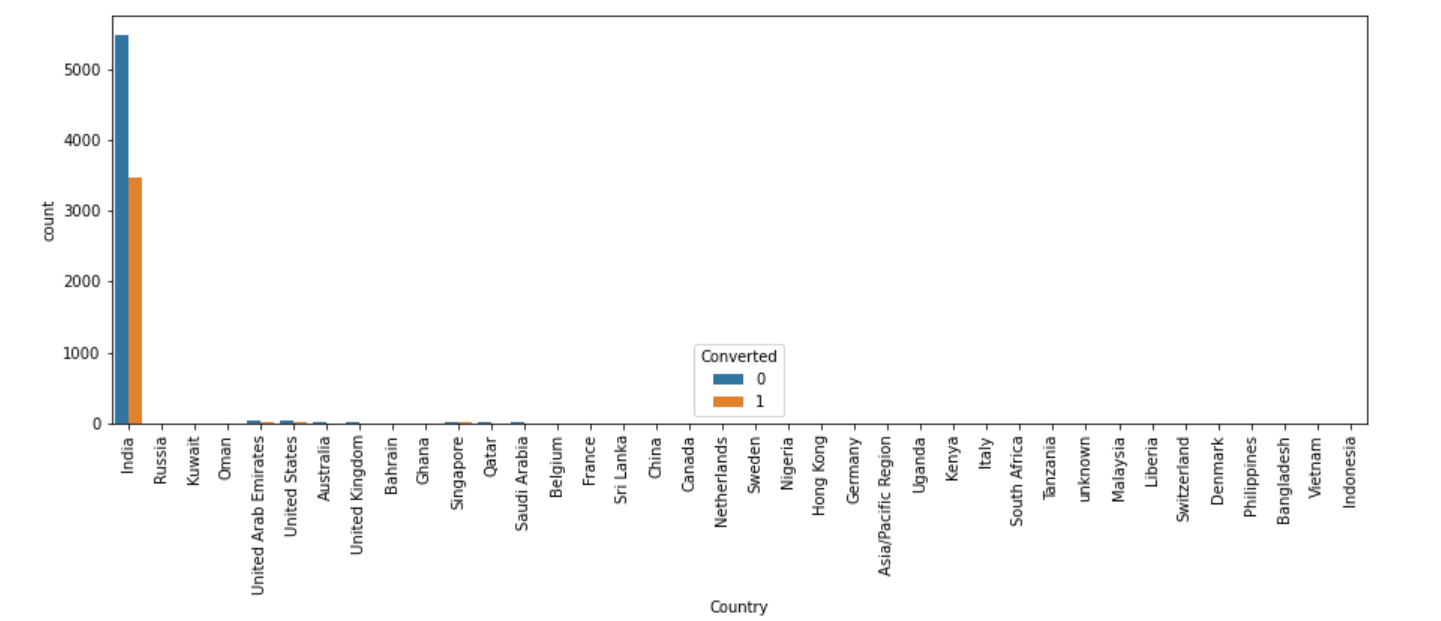 5000
4000
3000
2000
1000
0
count
Converted
0
1
India
Russia
Kuwait
Oman
United Arab Emirates
United States
Australia
United Kingdom
Bahrain
Ghana
Singapore
Qatar
Saudi Arabia
Belgium
France
Sri Lanka
China
Canada
Netherlands
Sweden
Nigeria
Hong Kong
Germany
Asia/Pacific Region
Uganda
Kenya
Italy
South Africa
Tanzania
unknown
Malaysia
Liberia
Switzerland
Denmark
Philippines
Bangladesh
Vietnam
Indonesia
Country